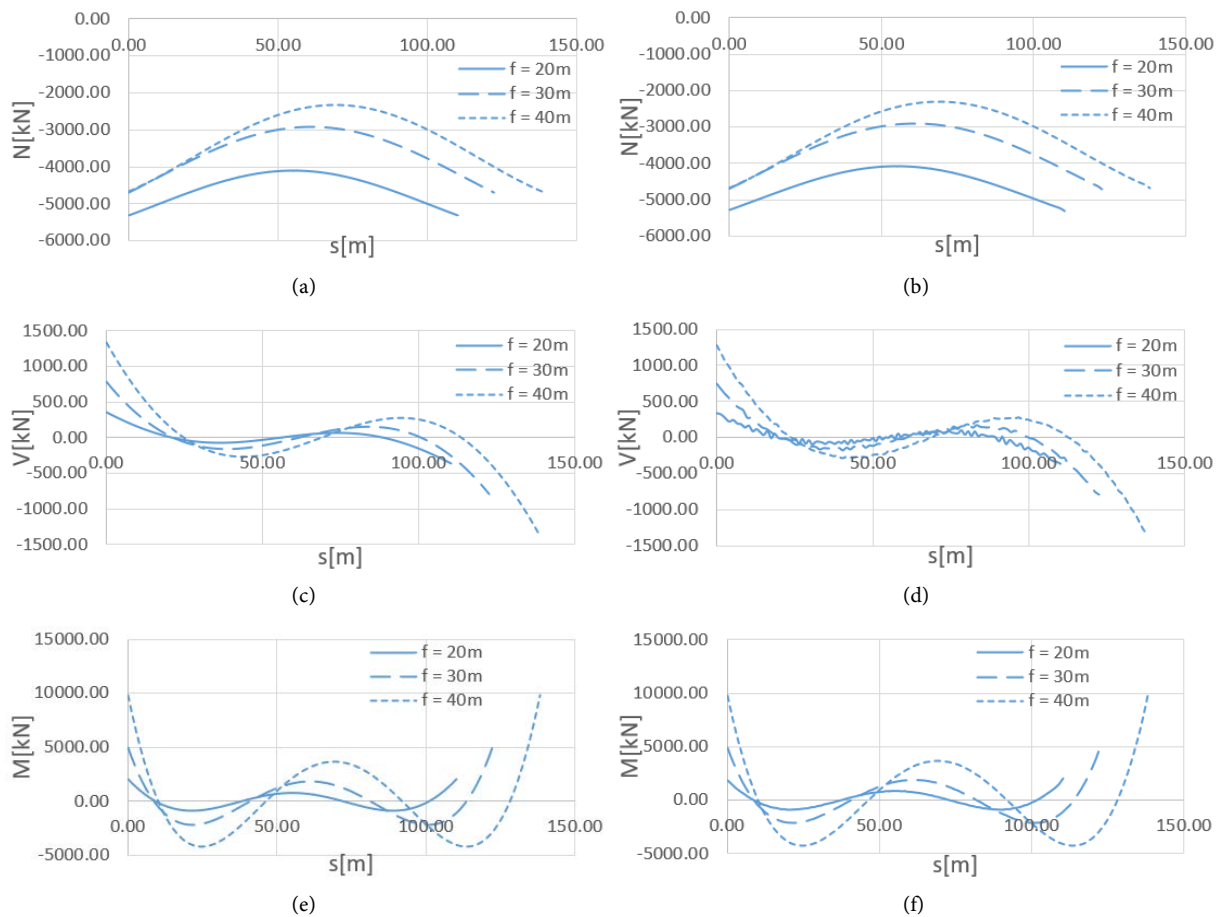 0.00
0.00 50.00 100.00 150.00
-1000.00
f = 20m
-2000.00
f = 30m
f = 40m
-3000.00
-4000.00
-5000.00
-6000.00
N[kN]
s[m]
(a)
0.00
0.00 50.00 100.00 150.00
-1000.00
f = 20m
-2000.00
f = 30m
f = 40m
-3000.00
-4000.00
-5000.00
-6000.00
N[kN]
s[m]
(b)
1500.00
f = 20m
1000.00
f = 30m
500.00
f = 40m
0.00
0.00 50.00 100.00 150.00
-500.00
-1000.00
-1500.00
V[kN]
s[m]
(c)
1500.00
f = 20m
1000.00
f = 30m
500.00
f = 40m
0.00
0.00 50.00 100.00 150.00
-500.00
-1000.00
-1500.00
V[kN]
s[m]
(d)
15000.00
f = 20m
f = 30m
10000.00
f = 40m
5000.00
0.00
0.00 50.00 100.00 150.00
-5000.00
M[kN]
s[m]
(e)
15000.00
f = 20m
f = 30m
10000.00
f = 40m
5000.00
0.00
0.00 50.00 100.00 150.00
-5000.00
M[kN]
s[m]
(f)